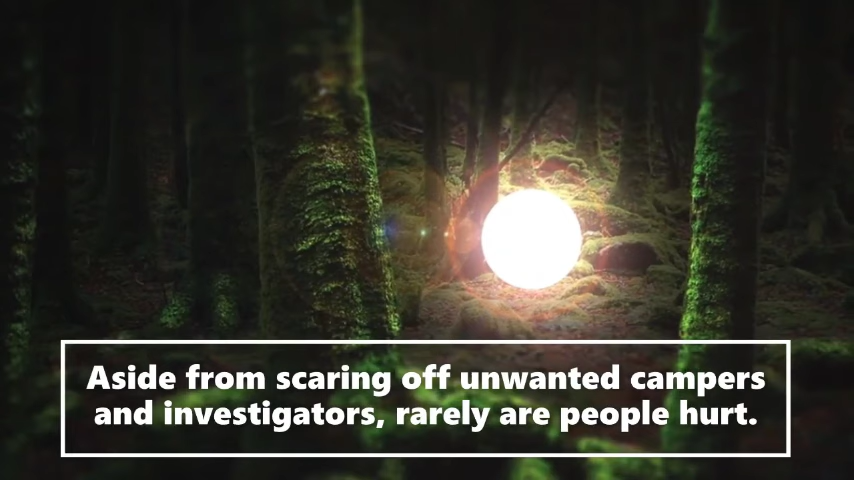 Aside from scaring off unwanted campers
and investigators, rarely are people hurt.